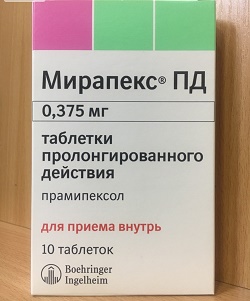 Мирапекс® ПД
0,375 мг
таблетки
пролонгированного
действия
прамипексол
для приема внутрь
10 таблеток
Boehringer
Ingelheim